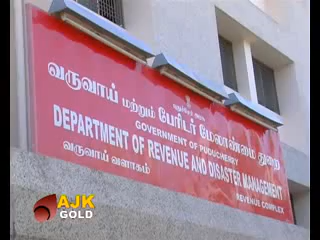 வருவாய் மற்றும் பேரிடர் மேலாண்மை துறை
GOVERNMENT OF PUDUCHERRY
DEPARTMENT OF REVENUE AND DISASTER MANAGEMENT
வருவாய் வளாகம்
REVENUE COMPLEX
AJK
GOLD